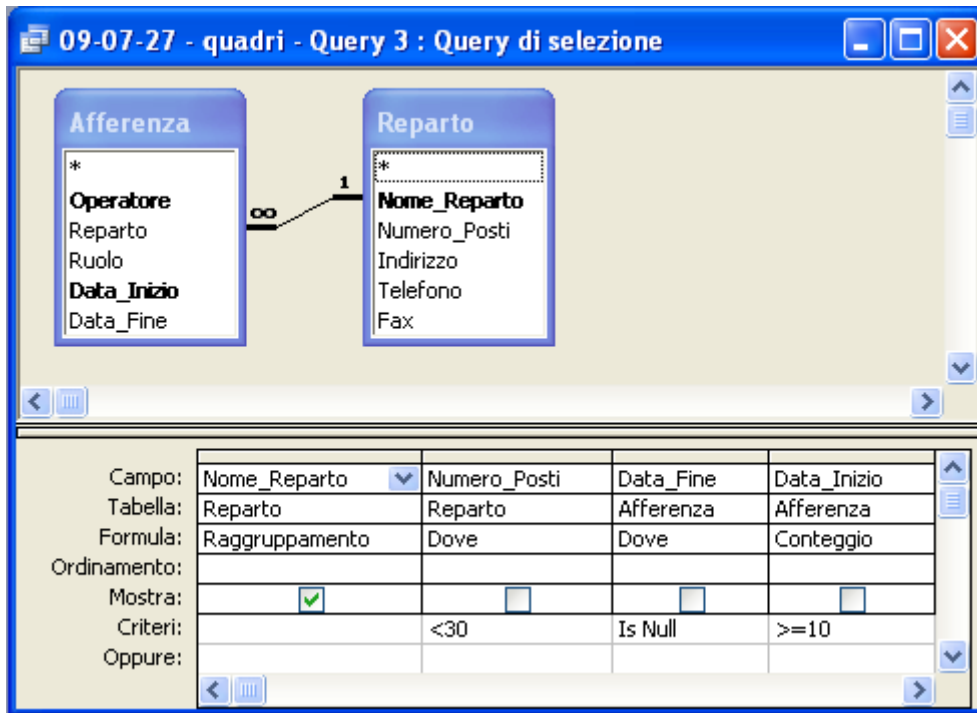 09-07-27 - quadri - Query 3 : Query di selezione
Afferenza
*
Operatore
Reparto
Ruolo
Data_Inizio
Data_Fine
∞
1
Reparto
*
Nome_Reparto
Numero_Posti
Indirizzo
Telefono
Fax
Campo: Nome_Reparto Numero_Posti Data_Fine Data_Inizio
Tabella: Reparto Reparto Afferenza Afferenza
Formula: Raggruppamento Dove Dove Conteggio
Ordinamento:
Mostra:
Criteri: <30 Is Null >=10
Oppure: